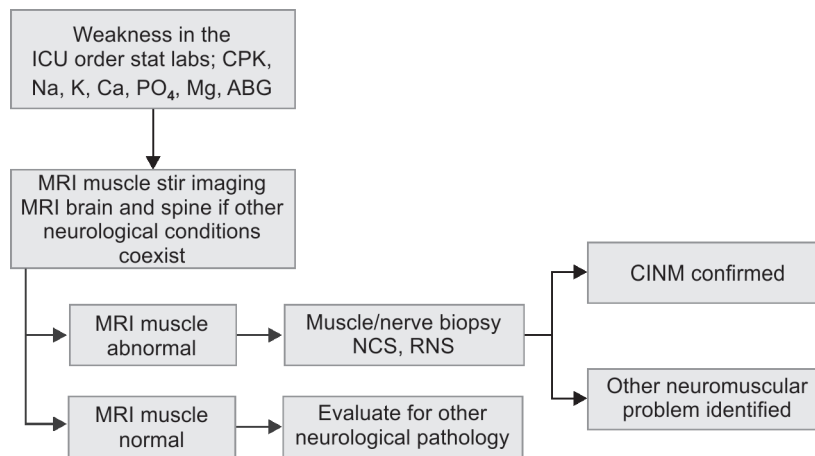 Weakness in the
ICU order stat labs; CPK,
Na, K, Ca, PO₄, Mg, ABG
MRI muscle stir imaging
MRI brain and spine if other
neurological conditions
coexist
MRI muscle
abnormal
Muscle/nerve biopsy
NCS, RNS
CINM confirmed
Other neuromuscular
problem identified
MRI muscle
normal
Evaluate for other
neurological pathology